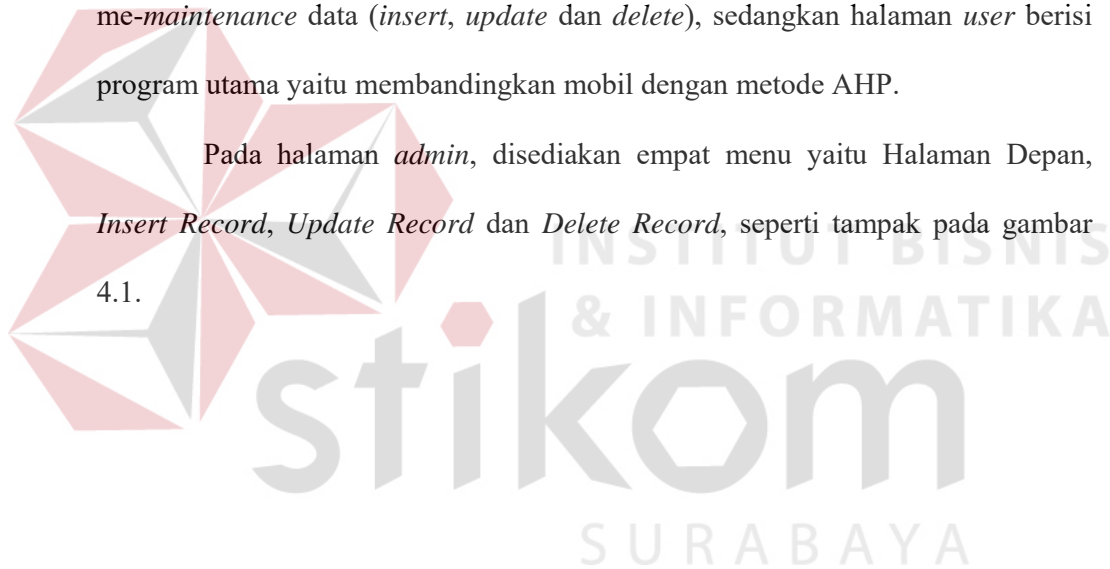 me-maintenance data (insert, update dan delete), sedangkan halaman user berisi
program utama yaitu membandingkan mobil dengan metode AHP.
Pada halaman admin, disediakan empat menu yaitu Halaman Depan,
Insert Record, Update Record dan Delete Record, seperti tampak pada gambar
4.1.
INSTITUT BISNIS
& INFORMATIKA
stikom
SURABAYA